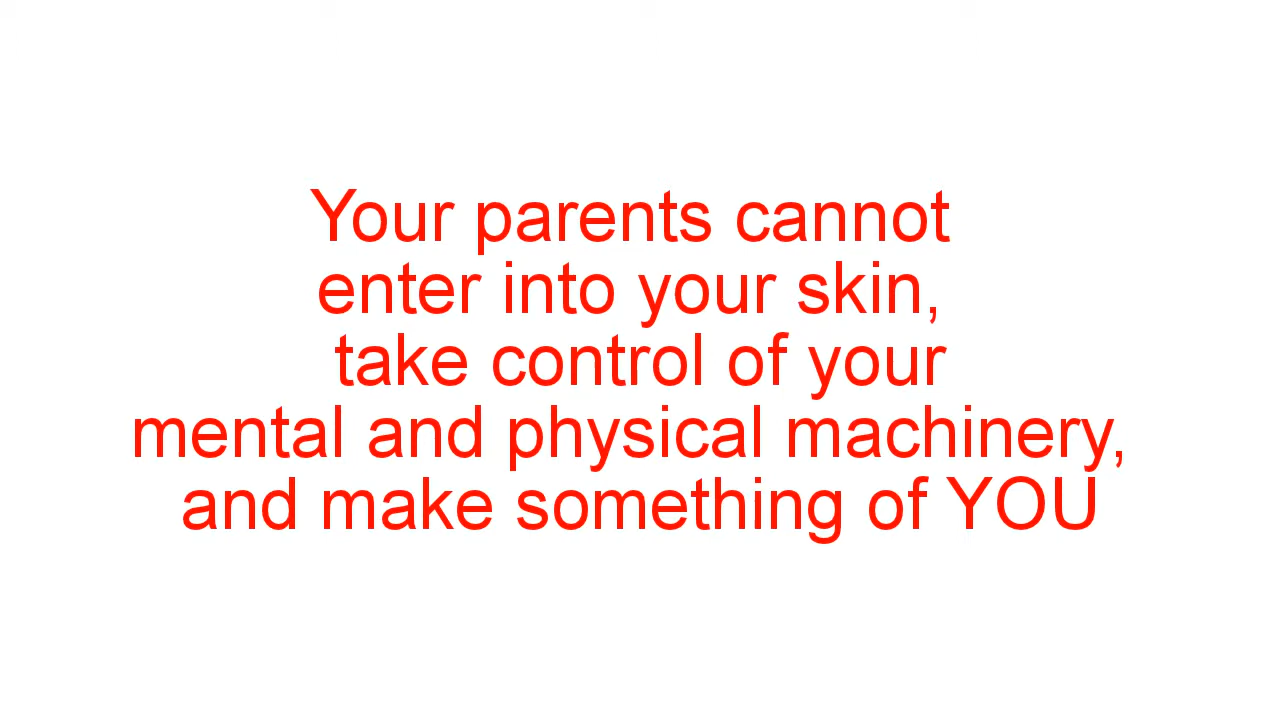 Your parents cannot
enter into your skin,
take control of your
mental and physical machinery,
and make something of YOU